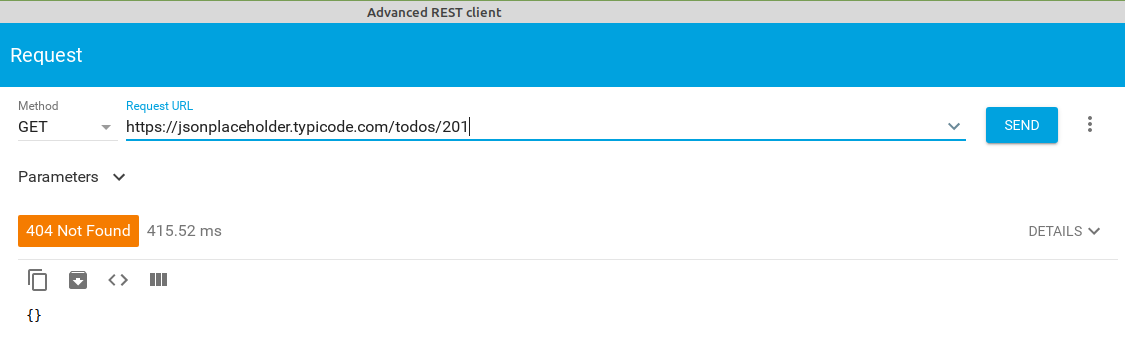 Advanced REST client
Request
Method
Request URL
GET
https://jsonplaceholder.typicode.com/todos/201
SEND
Parameters
404 Not Found
415.52 ms
DETAILS
{}